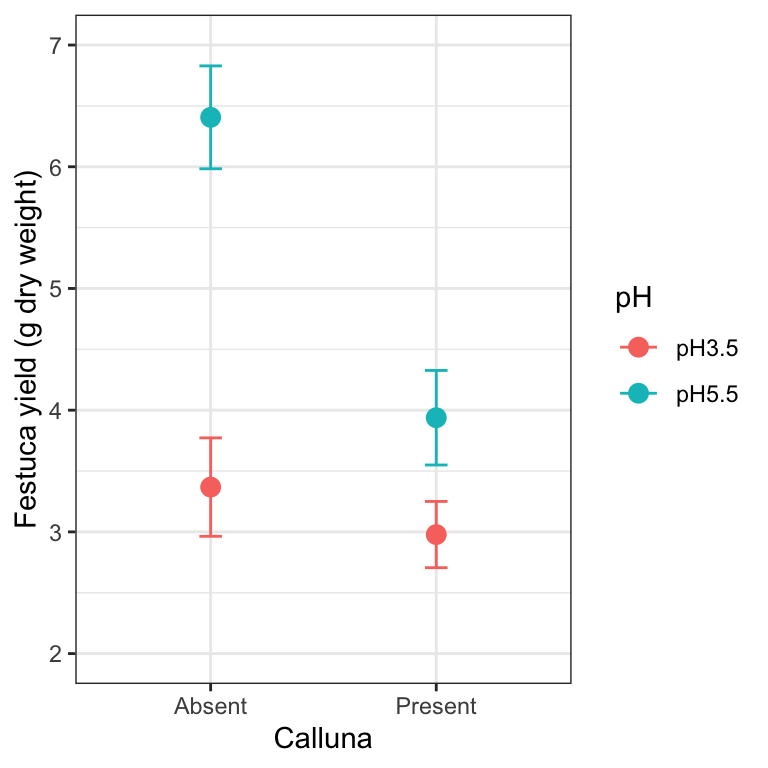 7
6
5
4
3
2
Festuca yield (g dry weight)
Absent
Present
Calluna
pH
pH3.5
pH5.5